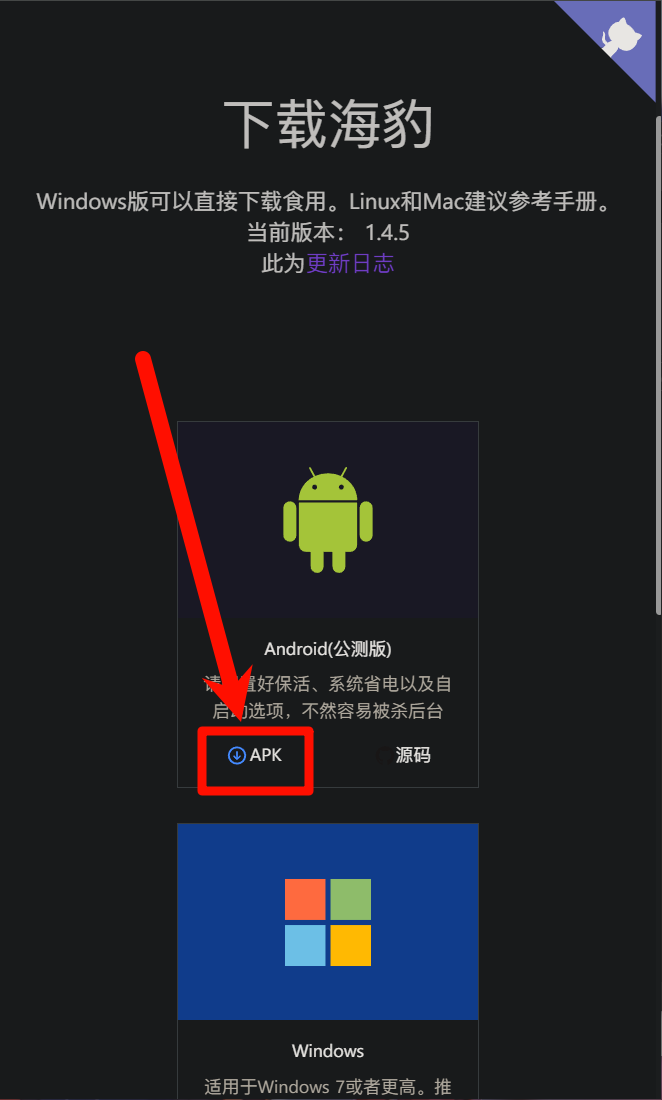 下载海豹
Windows版可以直接下载食用。Linux和Mac建议参考手册。
当前版本： 1.4.5
此为更新日志
Android(公测版)
请 置好保活、系统省电以及自
启 选项，不然容易被杀后台
APK
源码
Windows
适用于Windows 7或者更高。推